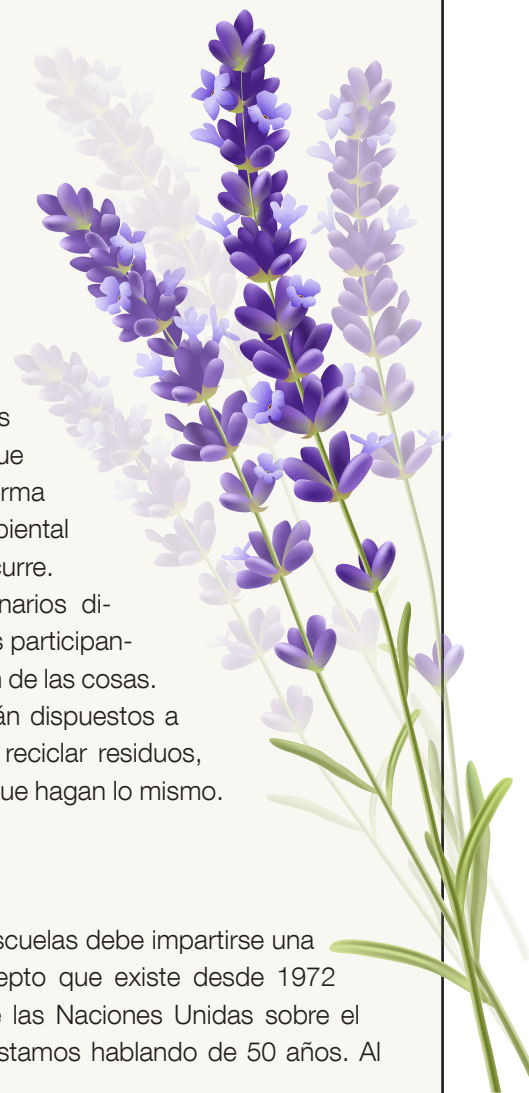 s
ue
rma
biental
curre.
narios di-
s participan-
n de las cosas.
án dispuestos a
reciclar residuos,
ue hagan lo mismo.
scuelas debe impartirse una
epto que existe desde 1972
e las Naciones Unidas sobre el
stamos hablando de 50 años. Al